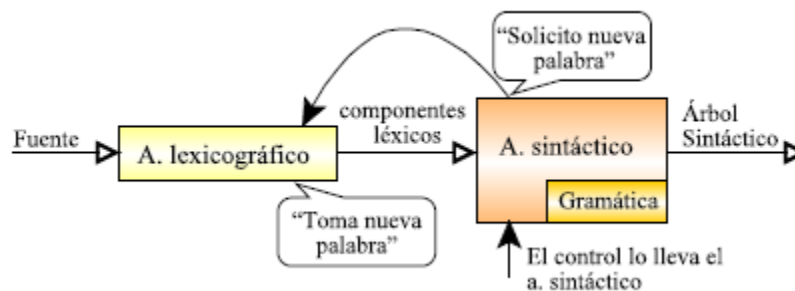 “Solicito nueva
palabra”
Fuente
A. lexicográfico
componentes
léxicos
A. sintáctico
Gramática
Árbol
Sintáctico
“Toma nueva
palabra”
El control lo lleva el
a. sintáctico